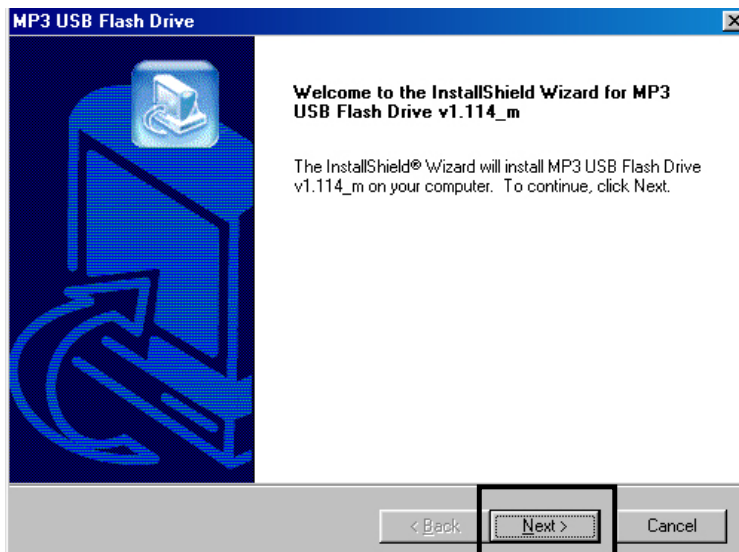 MP3 USB Flash Drive
Welcome to the InstallShield Wizard for MP3
USB Flash Drive v1.114_m
The InstallShield® Wizard will install MP3 USB Flash Drive
v1.114_m on your computer. To continue, click Next.
< Back
Next >
Cancel